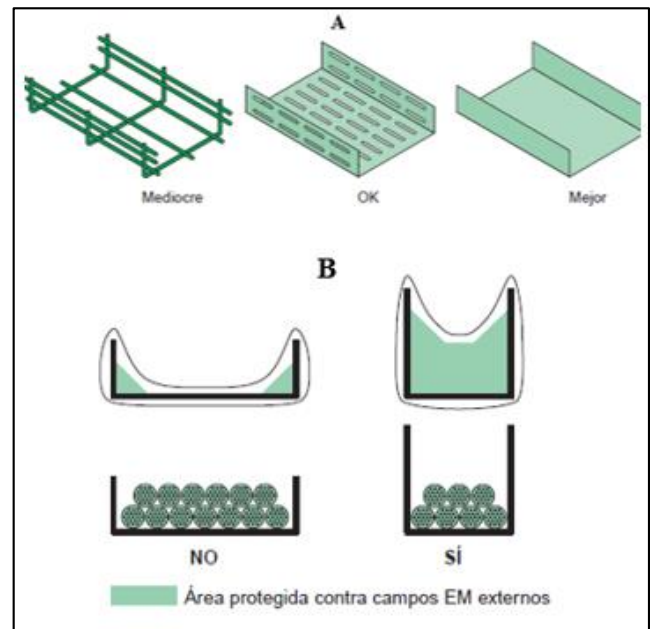 A
Mediocre OK Mejor
B
NO SÍ
Área protegida contra campos EM externos